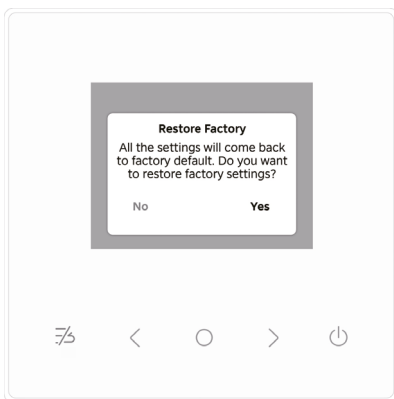 Restore Factory
All the settings will come back
to factory default. Do you want
to restore factory settings?
No Yes